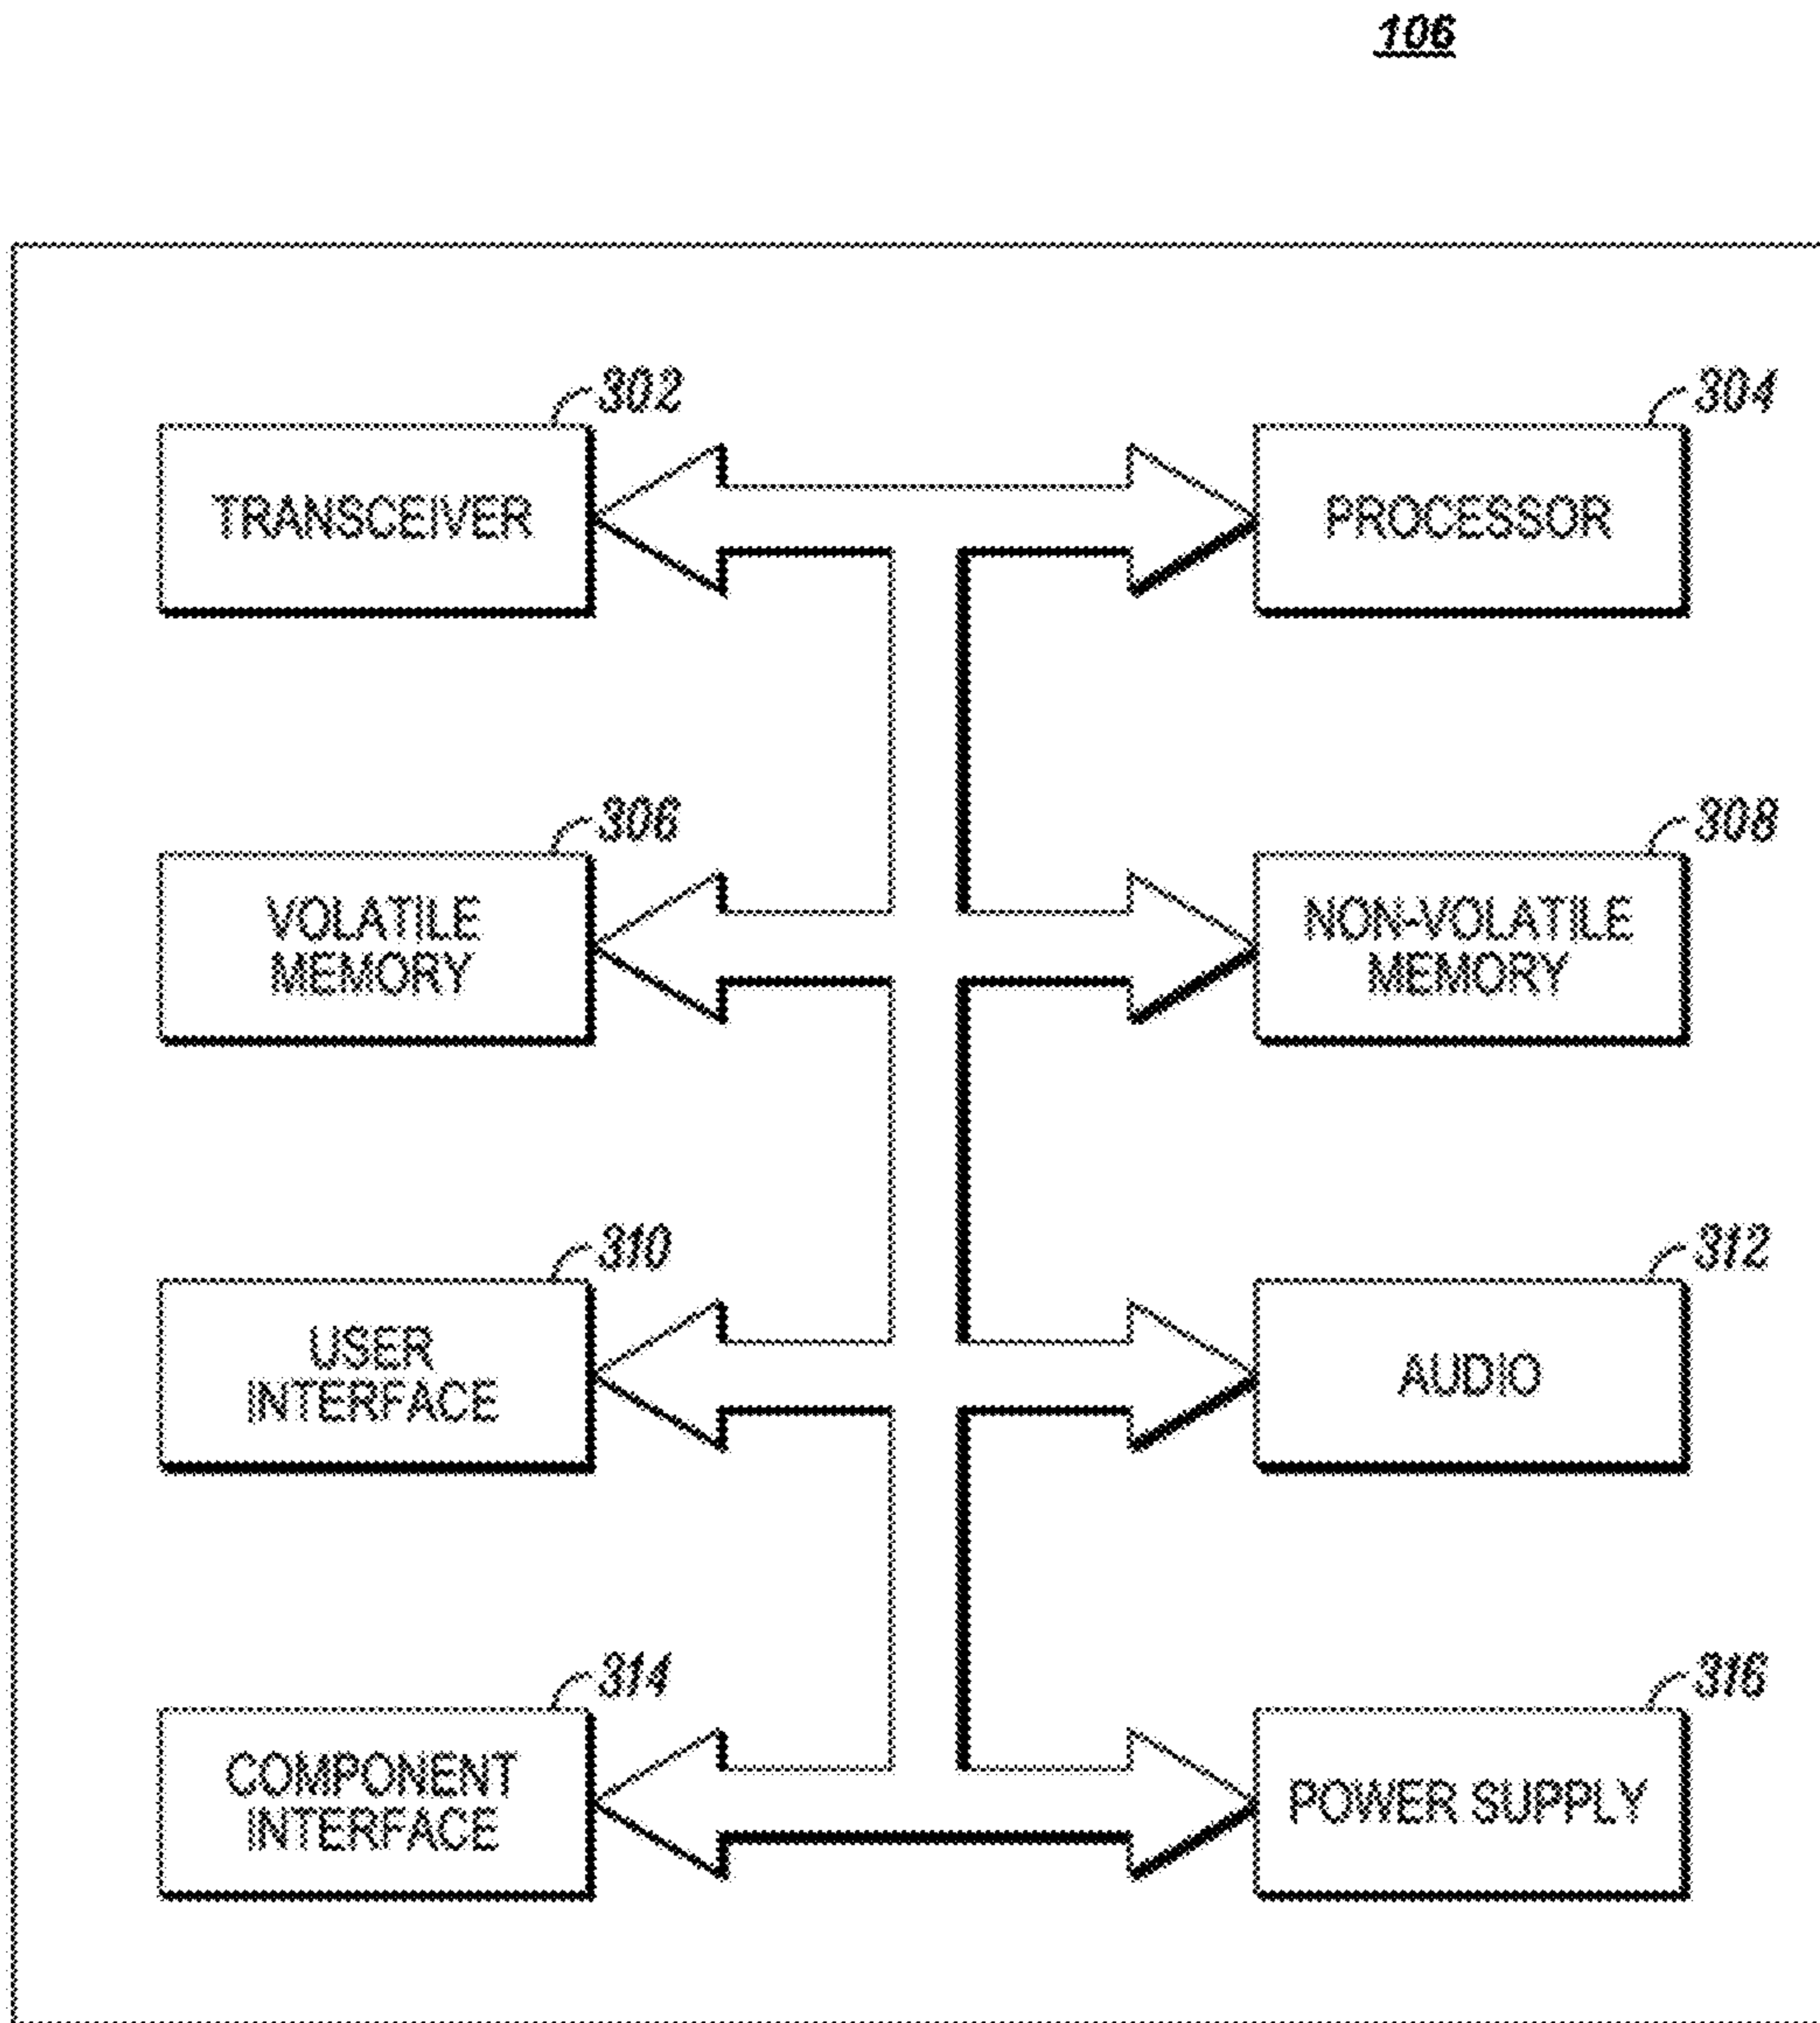 106
302
304
TRANSCEIVER
PROCESSOR
306
308
VOLATILE
MEMORY
NON-VOLATILE
MEMORY
310
312
USER
INTERFACE
AUDIO
314
316
COMPONENT
INTERFACE
POWER SUPPLY